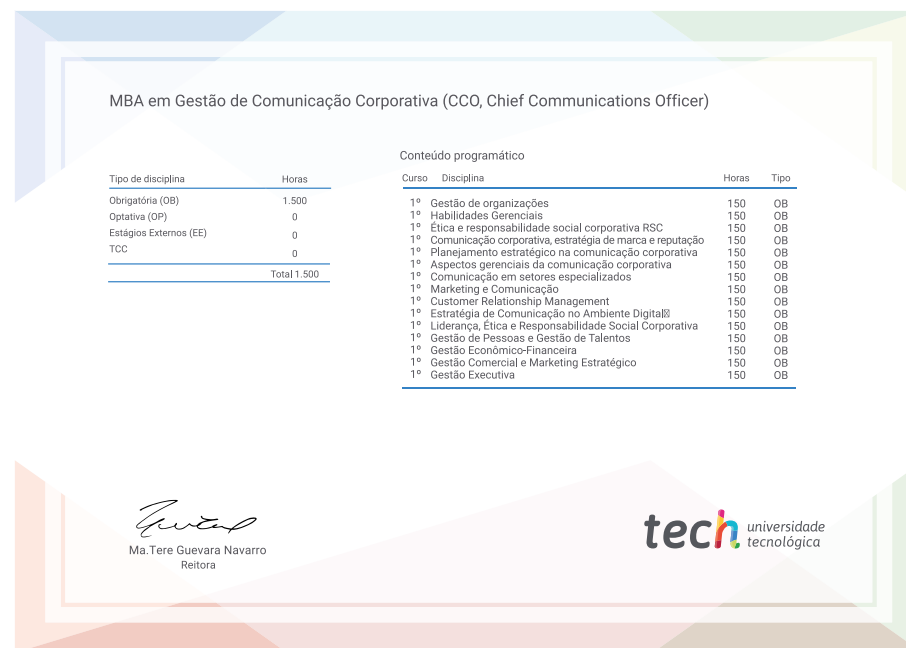 MBA em Gestão de Comunicação Corporativa (CCO, Chief Communications Officer)
Tipo de disciplina Horas
Obrigatória (OB) 1.500
Optativa (OP) 0
Estágios Externos (EE) 0
TCC 0
Total 1.500
Conteúdo programático
Curso Disciplina Horas Tipo
1º Gestão de organizações 150 OB
1º Habilidades Gerenciais 150 OB
1º Ética e responsabilidade social corporativa RSC 150 OB
1º Comunicação corporativa, estratégia de marca e reputação 150 OB
1º Planejamento estratégico na comunicação corporativa 150 OB
1º Aspectos gerenciais da comunicação corporativa 150 OB
1º Comunicação em setores especializados 150 OB
1º Marketing e Comunicação 150 OB
1º Customer Relationship Management 150 OB
1º Estratégia de Comunicação no Ambiente Digital 150 OB
1º Liderança, Ética e Responsabilidade Social Corporativa 150 OB
1º Gestão de Pessoas e Gestão de Talentos 150 OB
1º Gestão Econômico-Financeira 150 OB
1º Gestão Comercial e Marketing Estratégico 150 OB
1º Gestão Executiva 150 OB
Ma.Tere Guevara Navarro
Reitora
tech universidade
tecnológica